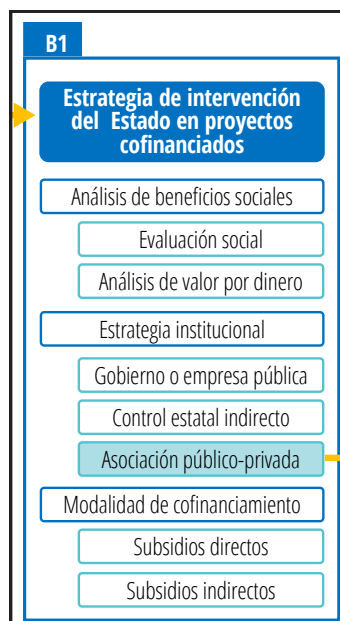 B1
Estrategia de intervención
del Estado en proyectos
cofinanciados
Análisis de beneficios sociales
Evaluación social
Análisis de valor por dinero
Estrategia institucional
Gobierno o empresa pública
Control estatal indirecto
Asociación público-privada
Modalidad de cofinanciamiento
Subsidios directos
Subsidios indirectos